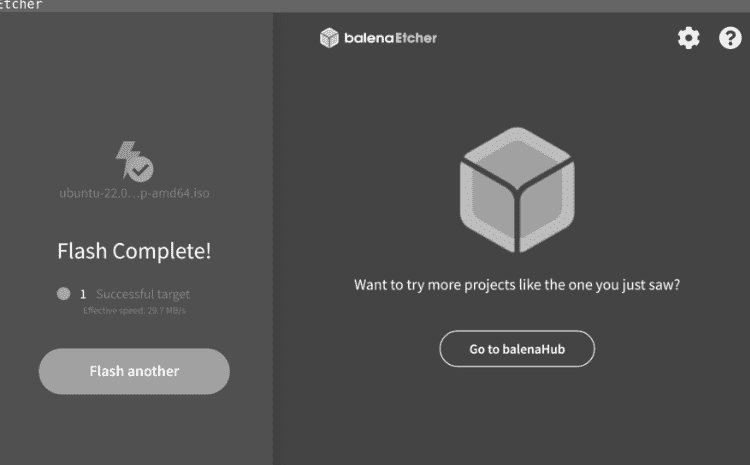 Etcher
balenaEtcher
ubuntu-22.0...p-amd64.iso
Flash Complete!
1 Successful target
Effective speed: 29.7 MB/s
Flash another
Want to try more projects like the one you just saw?
Go to balenaHub